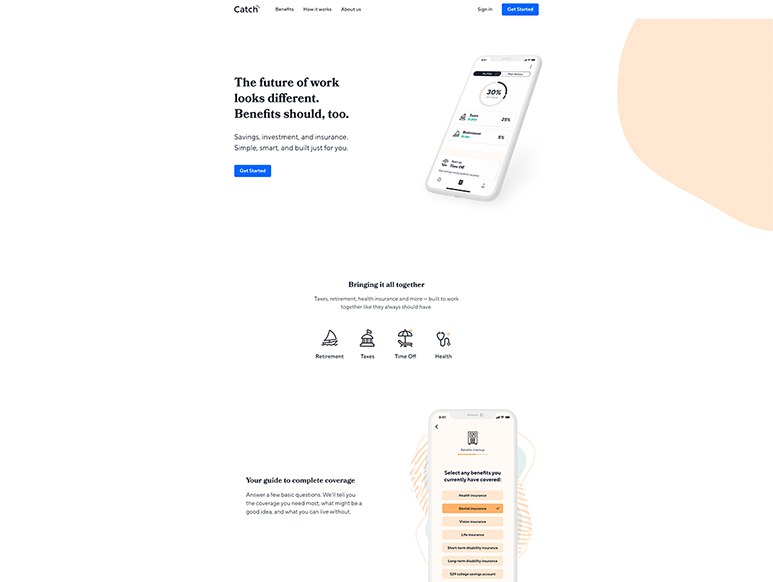 Catch
Benefits How it works About us
Sign in Get Started
The future of work
looks different.
Benefits should, too.
Savings, investment, and insurance.
Simple, smart, and built just for you.
Get Started
30%
Taxes
25%
Retirement
5%
Time Off
Bringing it all together
Taxes, retirement, health insurance and more – built to work
together like they always should have.
Retirement Taxes Time Off Health
Your guide to complete coverage
Answer a few basic questions. We'll tell you
the coverage you need most, what might be a
good idea, and what you can live without.
9:41
Benefits checkup
Select any benefits you
currently have covered:
Health insurance
Dental insurance
Vision insurance
Life insurance
Short-term disability insurance
Long-term disability insurance
529 college savings account